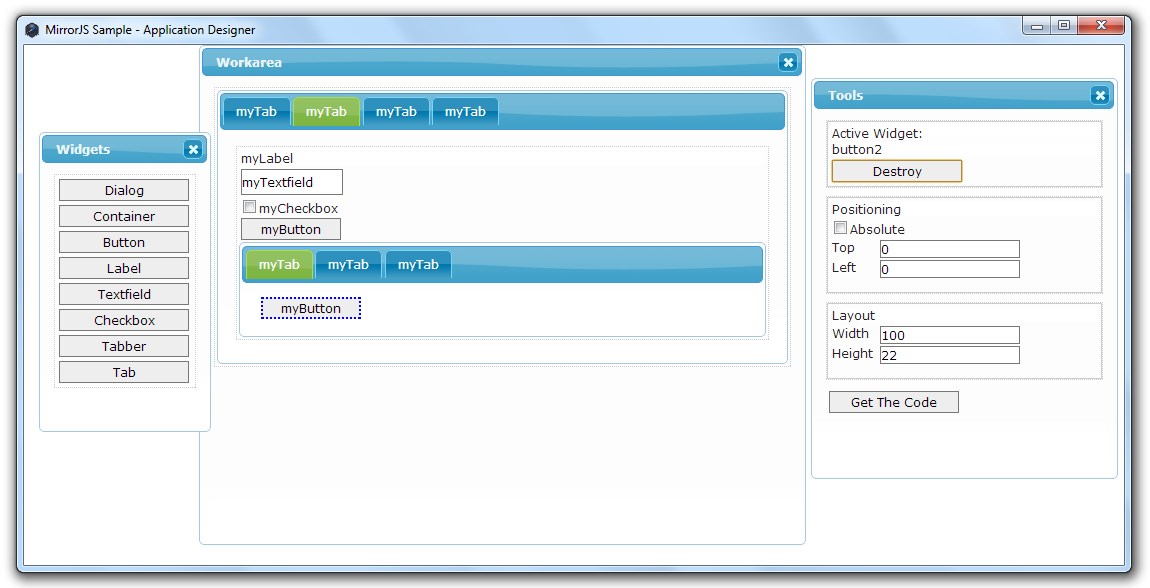 MirrorJS Sample - Application Designer
Workarea
myTab myTab myTab myTab
myLabel
myTextfield
myCheckbox
myButton
myTab myTab myTab
myButton
Widgets
Dialog
Container
Button
Label
Textfield
Checkbox
Tabber
Tab
Tools
Active Widget:
button2
Destroy
Positioning
Absolute
Top 0
Left 0
Layout
Width 100
Height 22
Get The Code